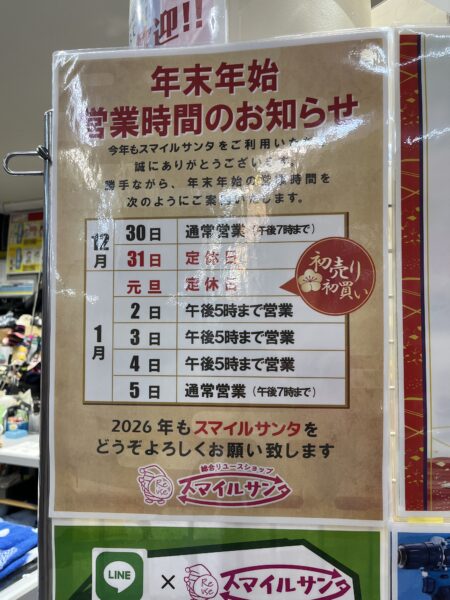 迎!!
年末年始
営業時間のお知らせ
今年もスマイルサンタをご利用いただ
誠にありがとうございます
勝手ながら、年末年始の営業時間を
次のようにご案内いたします。
12月
30日 通常営業(午後7時まで)
31日 定休日
1月
元旦 定休日
2日 午後5時まで営業
3日 午後5時まで営業
4日 午後5時まで営業
5日 通常営業(午後7時まで)
初売り
初買い
2026年もスマイルサンタを
どうぞよろしくお願い致します
総合リユースショップ
Re use スマイルサンタ
LINE × Re use スマイルサンタ